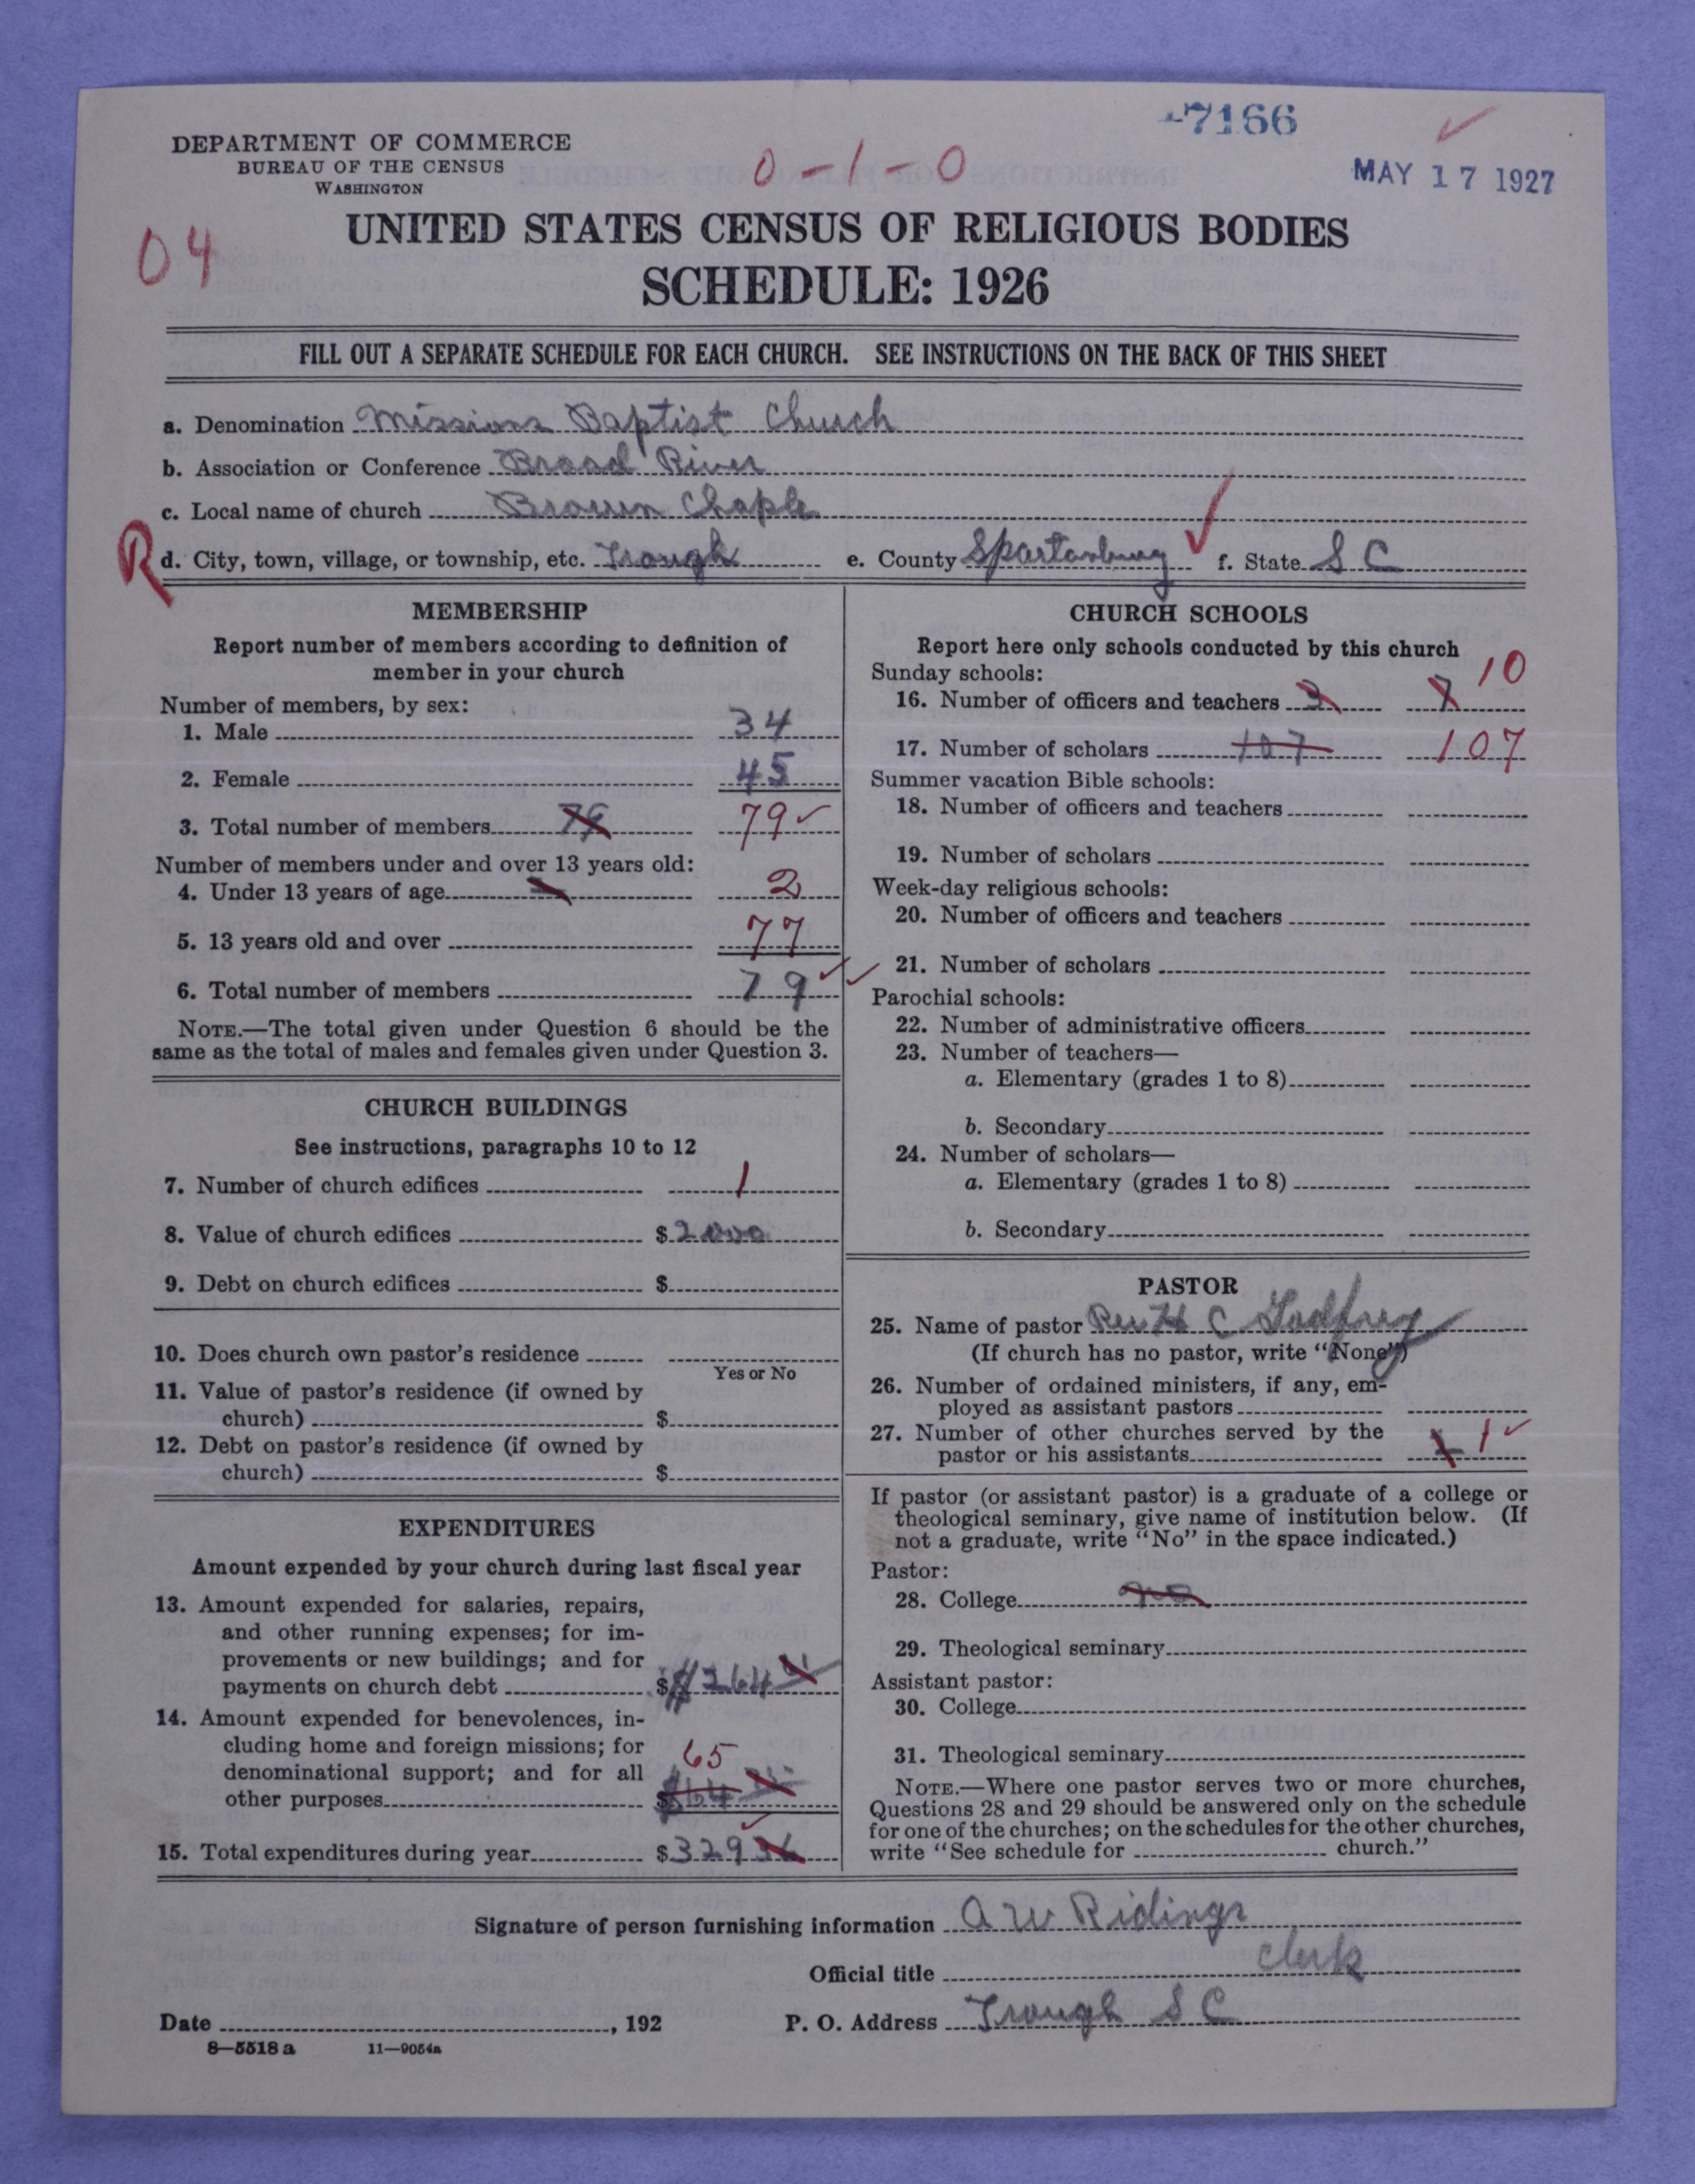 -7166
DEPARTMENT OF COMMERCE
BUREAU OF THE CENSUS
WASHINGTON
0-1-0
MAY 17 1927
04
UNITED STATES CENSUS OF RELIGIOUS BODIES
SCHEDULE: 1926
FILL OUT A SEPARATE SCHEDULE FOR EACH CHURCH. SEE INSTRUCTIONS ON THE BACK OF THIS SHEET
a. Denomination Missiona Baptist Church
b. Association or Conference Broad River
c. Local name of church Brown Chaple
R d. City, town, village, or township, etc. Trough e. County Spartanburg f. State S C
MEMBERSHIP
Report number of members according to definition of
member in your church
Number of members, by sex:
1. Male 34
2. Female 45
3. Total number of members 79 79
Number of members under and over 13 years old:
4. Under 13 years of age 2
5. 13 years old and over 77
6. Total number of members 79
NOTE.—The total given under Question 6 should be the
same as the total of males and females given under Question 3.
CHURCH BUILDINGS
See instructions, paragraphs 10 to 12
7. Number of church edifices 1
8. Value of church edifices $2000
9. Debt on church edifices $
10. Does church own pastor's residence
Yes or No
11. Value of pastor's residence (if owned by
church) $
12. Debt on pastor's residence (if owned by
church) $
EXPENDITURES
Amount expended by your church during last fiscal year
13. Amount expended for salaries, repairs,
and other running expenses; for im-
provements or new buildings; and for
payments on church debt $ $264
14. Amount expended for benevolences, in-
cluding home and foreign missions; for
denominational support; and for all 65
other purposes $64
15. Total expenditures during year $329 36
CHURCH SCHOOLS
Report here only schools conducted by this church
Sunday schools: 10
16. Number of officers and teachers 3 7
17. Number of scholars 107 107
Summer vacation Bible schools:
18. Number of officers and teachers
19. Number of scholars
Week-day religious schools:
20. Number of officers and teachers
21. Number of scholars
Parochial schools:
22. Number of administrative officers
23. Number of teachers—
a. Elementary (grades 1 to 8)
b. Secondary
24. Number of scholars—
a. Elementary (grades 1 to 8)
b. Secondary
PASTOR
25. Name of pastor Rev H C Godfrey
(If church has no pastor, write "None")
26. Number of ordained ministers, if any, em-
ployed as assistant pastors
27. Number of other churches served by the
pastor or his assistants 1
If pastor (or assistant pastor) is a graduate of a college or
theological seminary, give name of institution below. (If
not a graduate, write "No" in the space indicated.)
Pastor:
28. College no
29. Theological seminary
Assistant pastor:
30. College
31. Theological seminary
NOTE.—Where one pastor serves two or more churches,
Questions 28 and 29 should be answered only on the schedule
for one of the churches; on the schedules for the other churches,
write "See schedule for church."
Signature of person furnishing information A W Ridings
Official title Clerk
Date , 192 P. O. Address Trough S C
8—5518 a 11—9054a